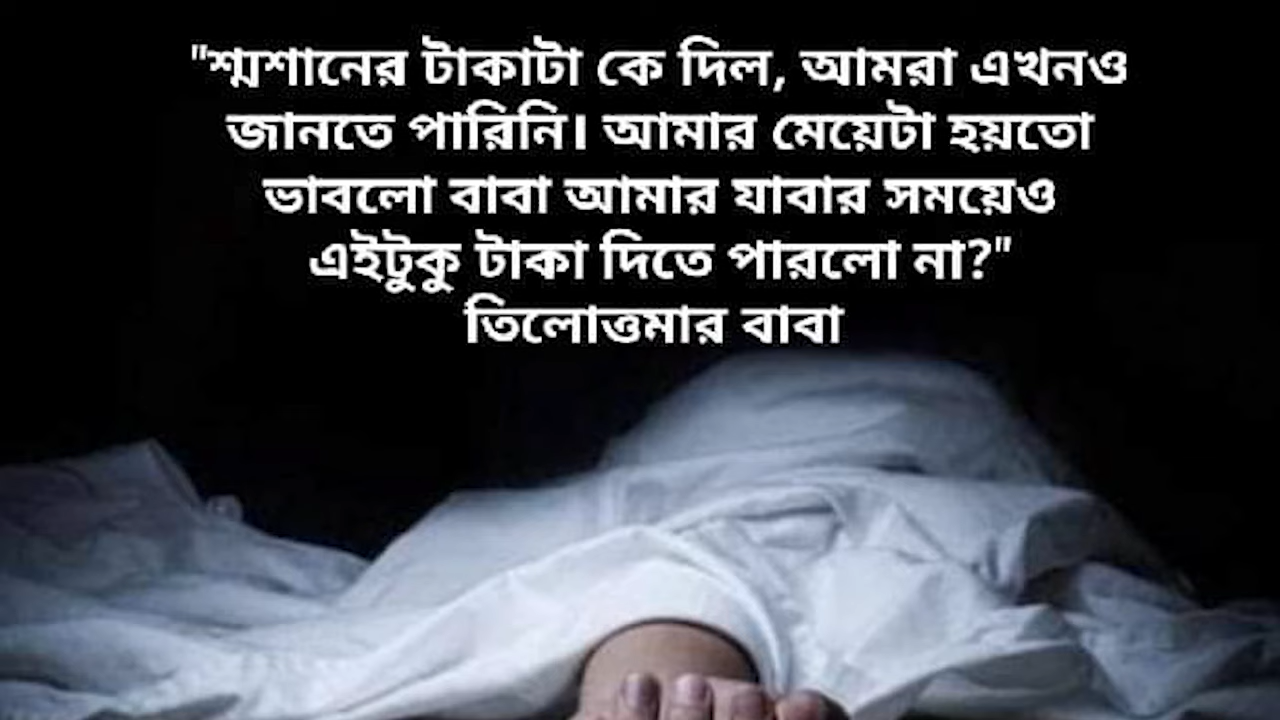 "শ্মশানের টাকাটা কে দিল, আমরা এখনও
জানতে পারিনি। আমার মেয়েটা হয়তো
ভাবলো বাবা আমার যাবার সময়েও
এইটুকু টাকা দিতে পারলো না?"
তিলোত্তমার বাবা